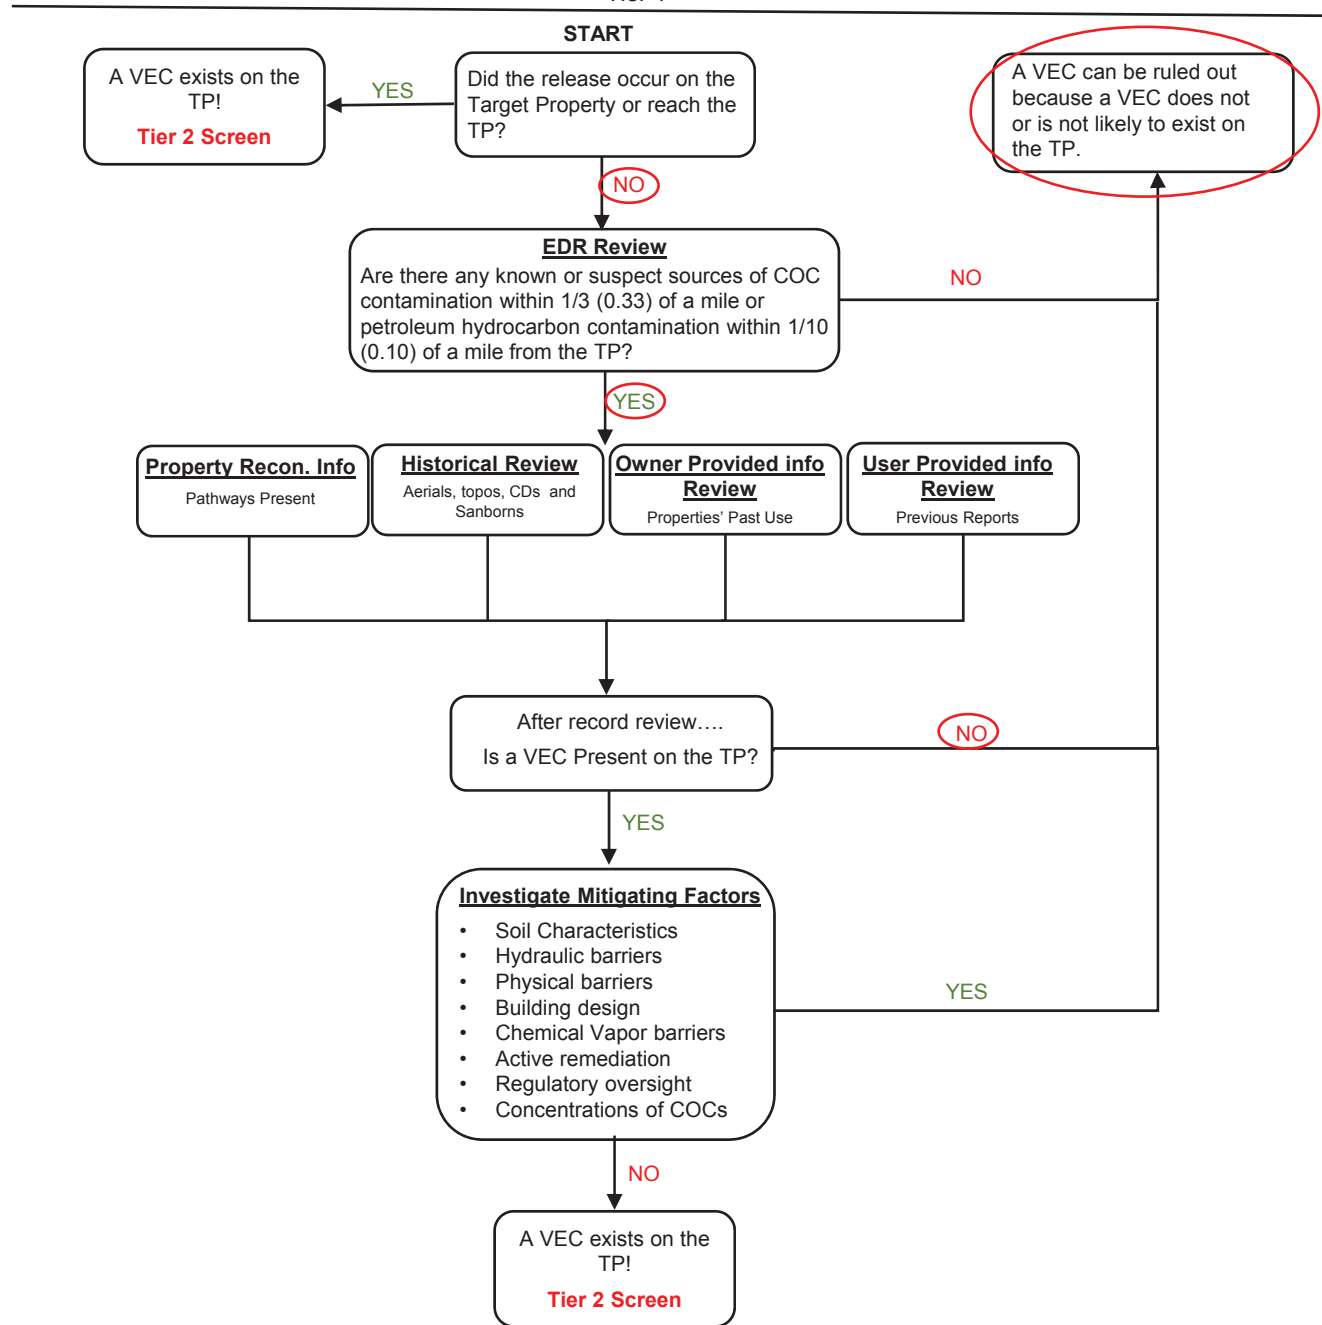 START
A VEC exists on the
TP!
Tier 2 Screen
YES
Did the release occur on the
Target Property or reach the
TP?
A VEC can be ruled out
because a VEC does not
or is not likely to exist on
the TP.
NO
EDR Review
Are there any known or suspect sources of COC
contamination within 1/3 (0.33) of a mile or
petroleum hydrocarbon contamination within 1/10
(0.10) of a mile from the TP?
NO
YES
Property Recon. Info
Pathways Present
Historical Review
Aerials, topos, CDs and
Sanborns
Owner Provided info
Review
Properties' Past Use
User Provided info
Review
Previous Reports
After record review….
Is a VEC Present on the TP?
NO
YES
Investigate Mitigating Factors
• Soil Characteristics
• Hydraulic barriers
• Physical barriers
• Building design
• Chemical Vapor barriers
• Active remediation
• Regulatory oversight
• Concentrations of COCs
YES
NO
A VEC exists on the
TP!
Tier 2 Screen